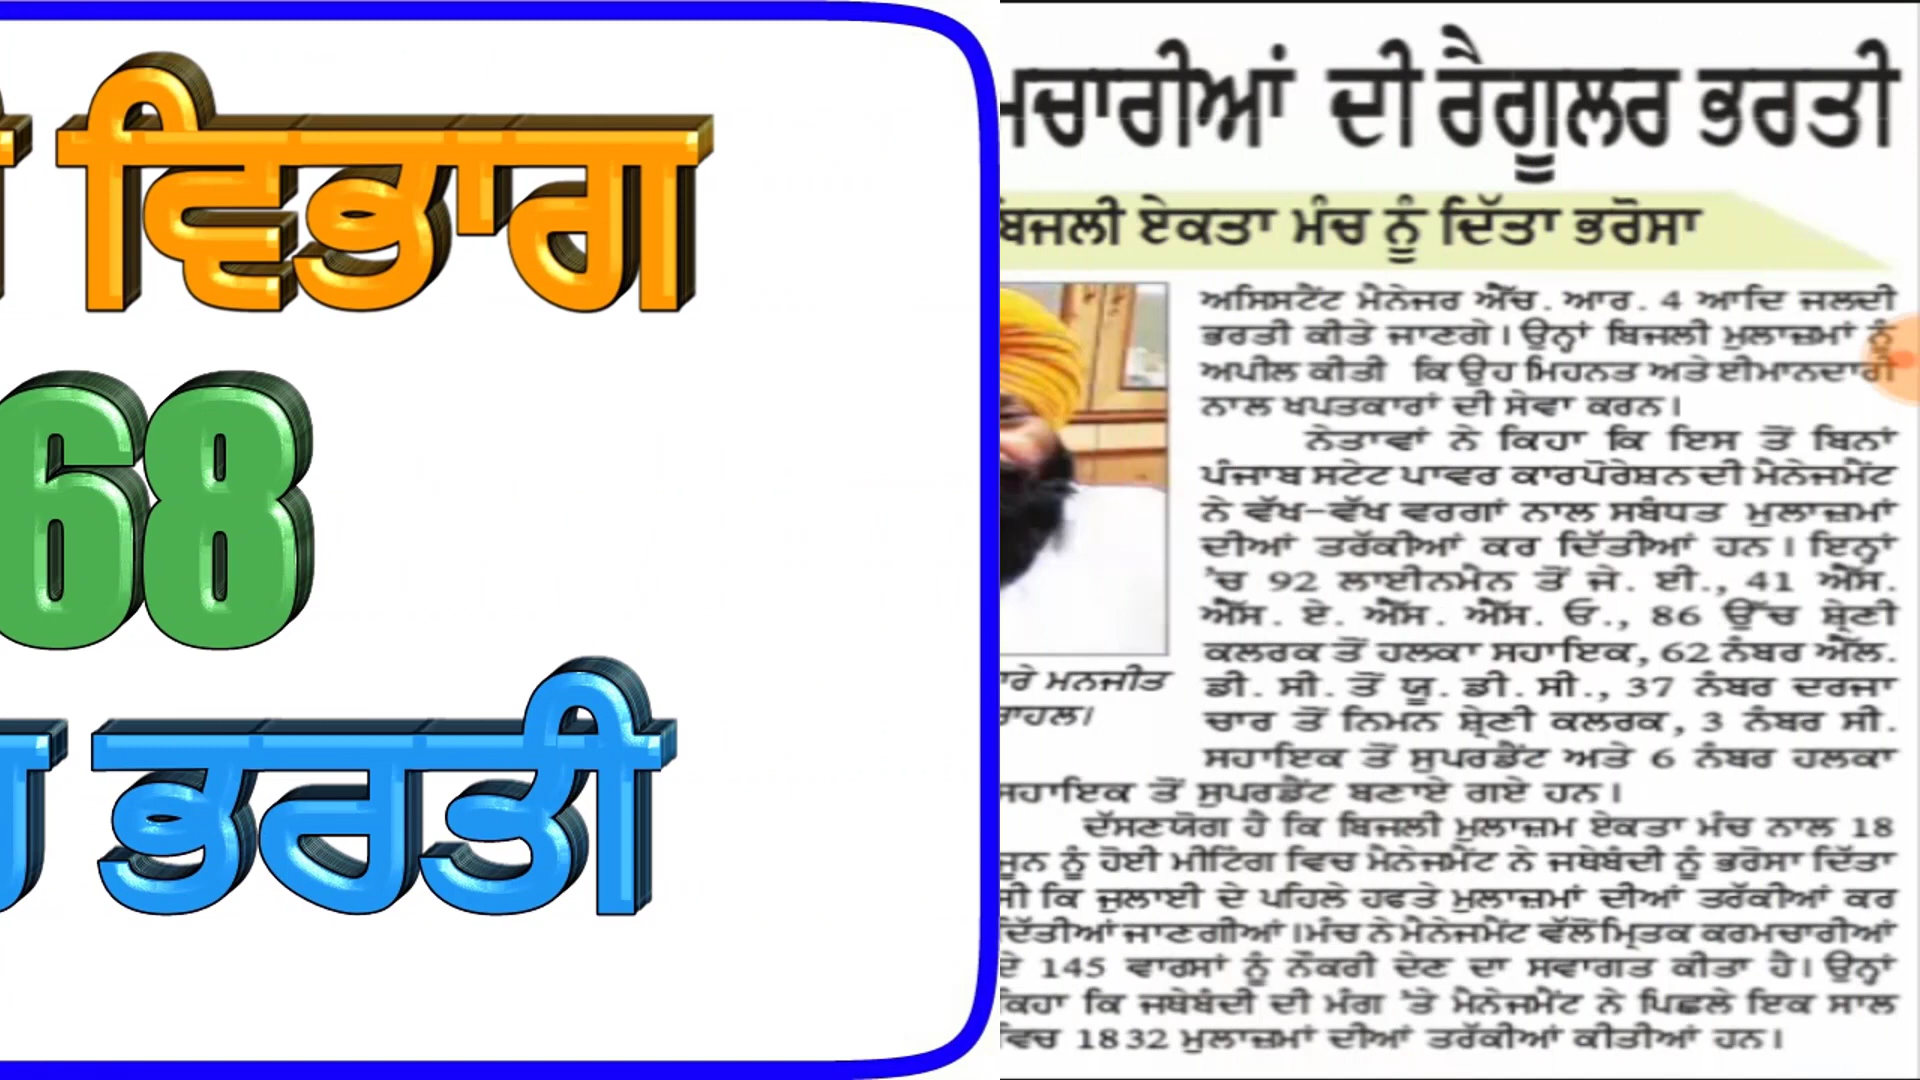 ਵਿਭਾਗ
68
ਭਰਤੀ
ਮਚਾਰੀਆਂ ਦੀ ਰੈਗੂਲਰ ਭਰਤੀ
ਬਿਜਲੀ ਏਕਤਾ ਮੰਚ ਨੂੰ ਦਿੱਤਾ ਭਰੋਸਾ
ਅਸਿਸਟੈਂਟ ਮੈਨੇਜਰ ਐੱਚ. ਆਰ. 4 ਆਦਿ ਜਲਦੀ
ਭਰਤੀ ਕੀਤੇ ਜਾਣਗੇ। ਉਨ੍ਹਾਂ ਬਿਜਲੀ ਮੁਲਾਜ਼ਮਾਂ ਨੂੰ
ਅਪੀਲ ਕੀਤੀ ਕਿ ਉਹ ਮਿਹਨਤ ਅਤੇ ਈਮਾਨਦਾਰੀ
ਨਾਲ ਖਪਤਕਾਰਾਂ ਦੀ ਸੇਵਾ ਕਰਨ।
ਨੇਤਾਵਾਂ ਨੇ ਕਿਹਾ ਕਿ ਇਸ ਤੋਂ ਬਿਨਾਂ
ਪੰਜਾਬ ਸਟੇਟ ਪਾਵਰ ਕਾਰਪੋਰੇਸ਼ਨ ਦੀ ਮੈਨੇਜਮੈਂਟ
ਨੇ ਵੱਖ-ਵੱਖ ਵਰਗਾਂ ਨਾਲ ਸਬੰਧਤ ਮੁਲਾਜ਼ਮਾਂ
ਦੀਆਂ ਤਰੱਕੀਆਂ ਕਰ ਦਿੱਤੀਆਂ ਹਨ। ਇਨ੍ਹਾਂ
'ਚ 92 ਲਾਈਨਮੈਨ ਤੋਂ ਜੇ. ਈ., 41 ਐੱਸ.
ਐੱਸ. ਏ. ਐੱਸ. ਐੱਸ. ਓ., 86 ਉੱਚ ਸ਼੍ਰੇਣੀ
ਕਲਰਕ ਤੋਂ ਹਲਕਾ ਸਹਾਇਕ, 62 ਨੰਬਰ ਐੱਲ.
ਡੀ. ਸੀ. ਤੋਂ ਯੂ. ਡੀ. ਸੀ., 37 ਨੰਬਰ ਦਰਜਾ
ਚਾਰ ਤੋਂ ਨਿਮਨ ਸ਼੍ਰੇਣੀ ਕਲਰਕ, 3 ਨੰਬਰ ਸੀ.
ਸਹਾਇਕ ਤੋਂ ਸੁਪਰਡੈਂਟ ਅਤੇ 6 ਨੰਬਰ ਹਲਕਾ
ਸਹਾਇਕ ਤੋਂ ਸੁਪਰਡੈਂਟ ਬਣਾਏ ਗਏ ਹਨ।
ਰੇ ਮਨਜੀਤ
ਰਾਹਲ।
ਦੱਸਣਯੋਗ ਹੈ ਕਿ ਬਿਜਲੀ ਮੁਲਾਜ਼ਮ ਏਕਤਾ ਮੰਚ ਨਾਲ 18
ਜੂਨ ਨੂੰ ਹੋਈ ਮੀਟਿੰਗ ਵਿਚ ਮੈਨੇਜਮੈਂਟ ਨੇ ਜਥੇਬੰਦੀ ਨੂੰ ਭਰੋਸਾ ਦਿੱਤਾ
ਸੀ ਕਿ ਜੁਲਾਈ ਦੇ ਪਹਿਲੇ ਹਫਤੇ ਮੁਲਾਜ਼ਮਾਂ ਦੀਆਂ ਤਰੱਕੀਆਂ ਕਰ
ਦਿੱਤੀਆਂ ਜਾਣਗੀਆਂ।ਮੰਚ ਨੇ ਮੈਨੇਜਮੈਂਟ ਵੱਲੋਂ ਮ੍ਰਿਤਕ ਕਰਮਚਾਰੀਆਂ
ਦੇ 145 ਵਾਰਸਾਂ ਨੂੰ ਨੌਕਰੀ ਦੇਣ ਦਾ ਸਵਾਗਤ ਕੀਤਾ ਹੈ। ਉਨ੍ਹਾਂ
ਕਿਹਾ ਕਿ ਜਥੇਬੰਦੀ ਦੀ ਮੰਗ 'ਤੇ ਮੈਨੇਜਮੈਂਟ ਨੇ ਪਿਛਲੇ ਇਕ ਸਾਲ
ਵਿਚ 1832 ਮੁਲਾਜ਼ਮਾਂ ਦੀਆਂ ਤਰੱਕੀਆਂ ਕੀਤੀਆਂ ਹਨ।